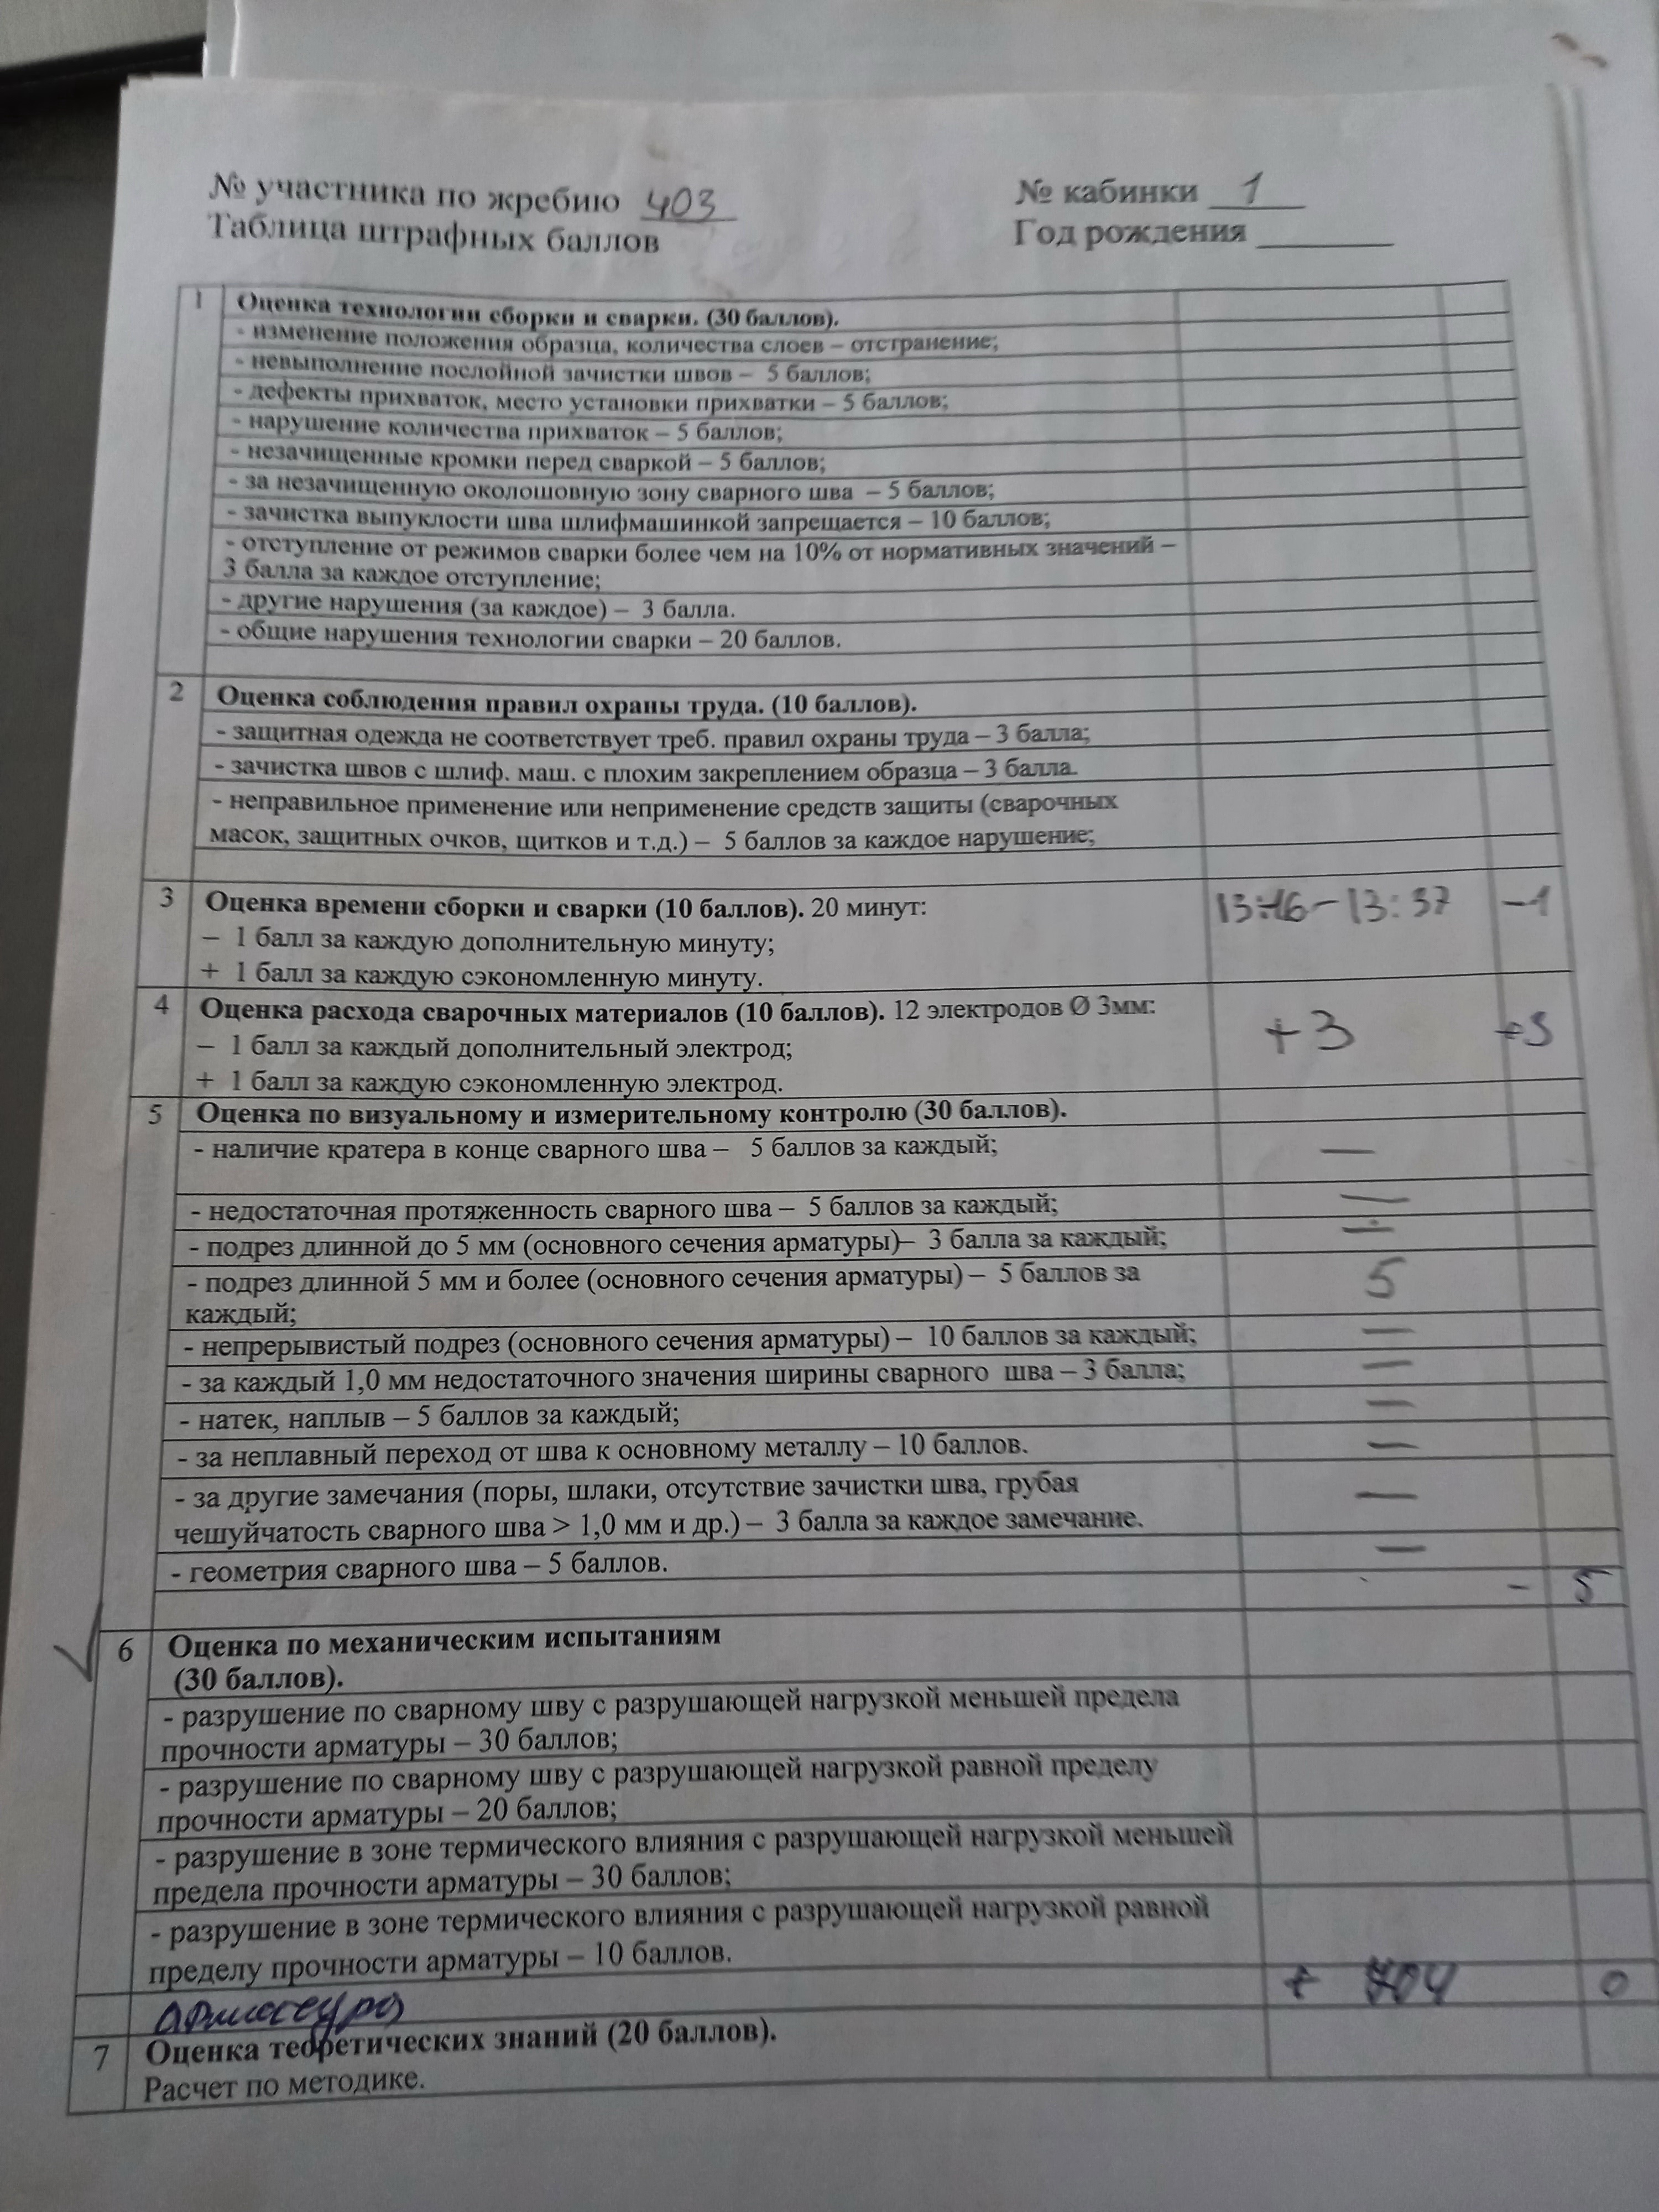 № участника по жребию 403 № кабинки 1
Таблица штрафных баллов Год рождения
1 Оценка технологии сборки и сварки. (30 баллов).
- изменение положения образца, количества слоев – отстранение;
- невыполнение послойной зачистки швов – 5 баллов;
- дефекты прихваток, место установки прихватки – 5 баллов;
- нарушение количества прихваток – 5 баллов;
- незачищенные кромки перед сваркой – 5 баллов;
- за незачищенную околошовную зону сварного шва – 5 баллов;
- зачистка выпуклости шва шлифмашинкой запрещается – 10 баллов;
- отступление от режимов сварки более чем на 10% от нормативных значений –
3 балла за каждое отступление;
- другие нарушения (за каждое) – 3 балла.
- общие нарушения технологии сварки – 20 баллов.
2 Оценка соблюдения правил охраны труда. (10 баллов).
- защитная одежда не соответствует треб. правил охраны труда – 3 балла;
- зачистка швов с шлиф. маш. с плохим закреплением образца – 3 балла.
- неправильное применение или неприменение средств защиты (сварочных
масок, защитных очков, щитков и т.д.) – 5 баллов за каждое нарушение;
3 Оценка времени сборки и сварки (10 баллов). 20 минут: 13:16 – 13:37 –1
– 1 балл за каждую дополнительную минуту;
+ 1 балл за каждую сэкономленную минуту.
4 Оценка расхода сварочных материалов (10 баллов). 12 электродов Ø 3мм: +3 +3
– 1 балл за каждый дополнительный электрод;
+ 1 балл за каждую сэкономленную электрод.
5 Оценка по визуальному и измерительному контролю (30 баллов).
- наличие кратера в конце сварного шва – 5 баллов за каждый; —
- недостаточная протяженность сварного шва – 5 баллов за каждый; —
- подрез длинной до 5 мм (основного сечения арматуры)– 3 балла за каждый; —
- подрез длинной 5 мм и более (основного сечения арматуры) – 5 баллов за 5
каждый;
- непрерывистый подрез (основного сечения арматуры) – 10 баллов за каждый; —
- за каждый 1,0 мм недостаточного значения ширины сварного шва – 3 балла; —
- натек, наплыв – 5 баллов за каждый; —
- за неплавный переход от шва к основному металлу – 10 баллов. —
- за другие замечания (поры, шлаки, отсутствие зачистки шва, грубая —
чешуйчатость сварного шва > 1,0 мм и др.) – 3 балла за каждое замечание.
- геометрия сварного шва – 5 баллов. —
- 5
6 Оценка по механическим испытаниям
(30 баллов).
- разрушение по сварному шву с разрушающей нагрузкой меньшей предела
прочности арматуры – 30 баллов;
- разрушение по сварному шву с разрушающей нагрузкой равной пределу
прочности арматуры – 20 баллов;
- разрушение в зоне термического влияния с разрушающей нагрузкой меньшей
предела прочности арматуры – 30 баллов;
- разрушение в зоне термического влияния с разрушающей нагрузкой равной
пределу прочности арматуры – 10 баллов.
арматура + 704 0
7 Оценка теоретических знаний (20 баллов).
Расчет по методике.